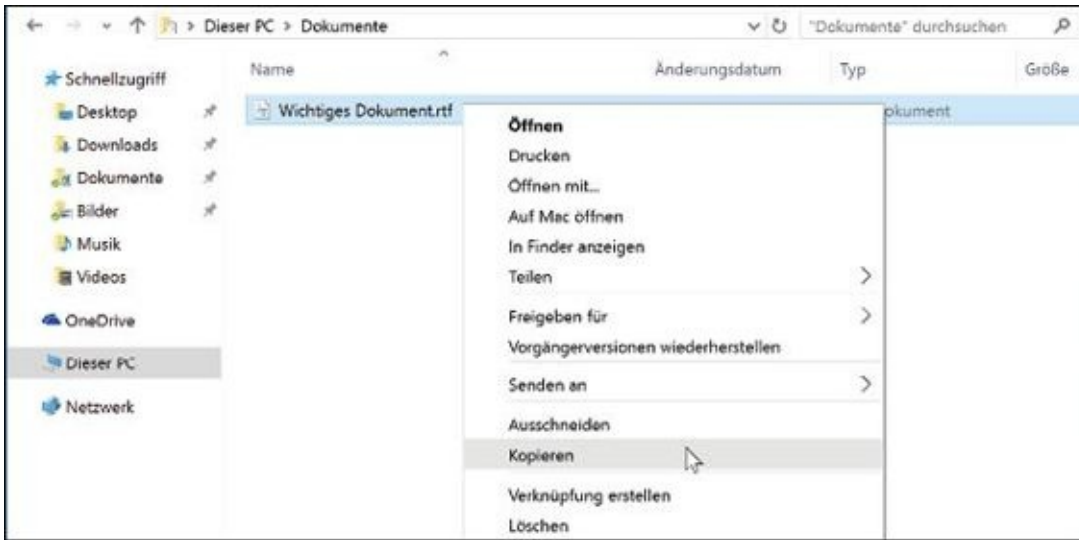 Dieser PC > Dokumente
"Dokumente" durchsuchen
Name Änderungsdatum Typ Größe
Schnellzugriff
Desktop
Downloads
Dokumente
Bilder
Musik
Videos
OneDrive
Dieser PC
Netzwerk
Wichtiges Dokument.rtf
okument
Öffnen
Drucken
Öffnen mit...
Auf Mac öffnen
In Finder anzeigen
Teilen
Freigeben für
Vorgängerversionen wiederherstellen
Senden an
Ausschneiden
Kopieren
Verknüpfung erstellen
Löschen